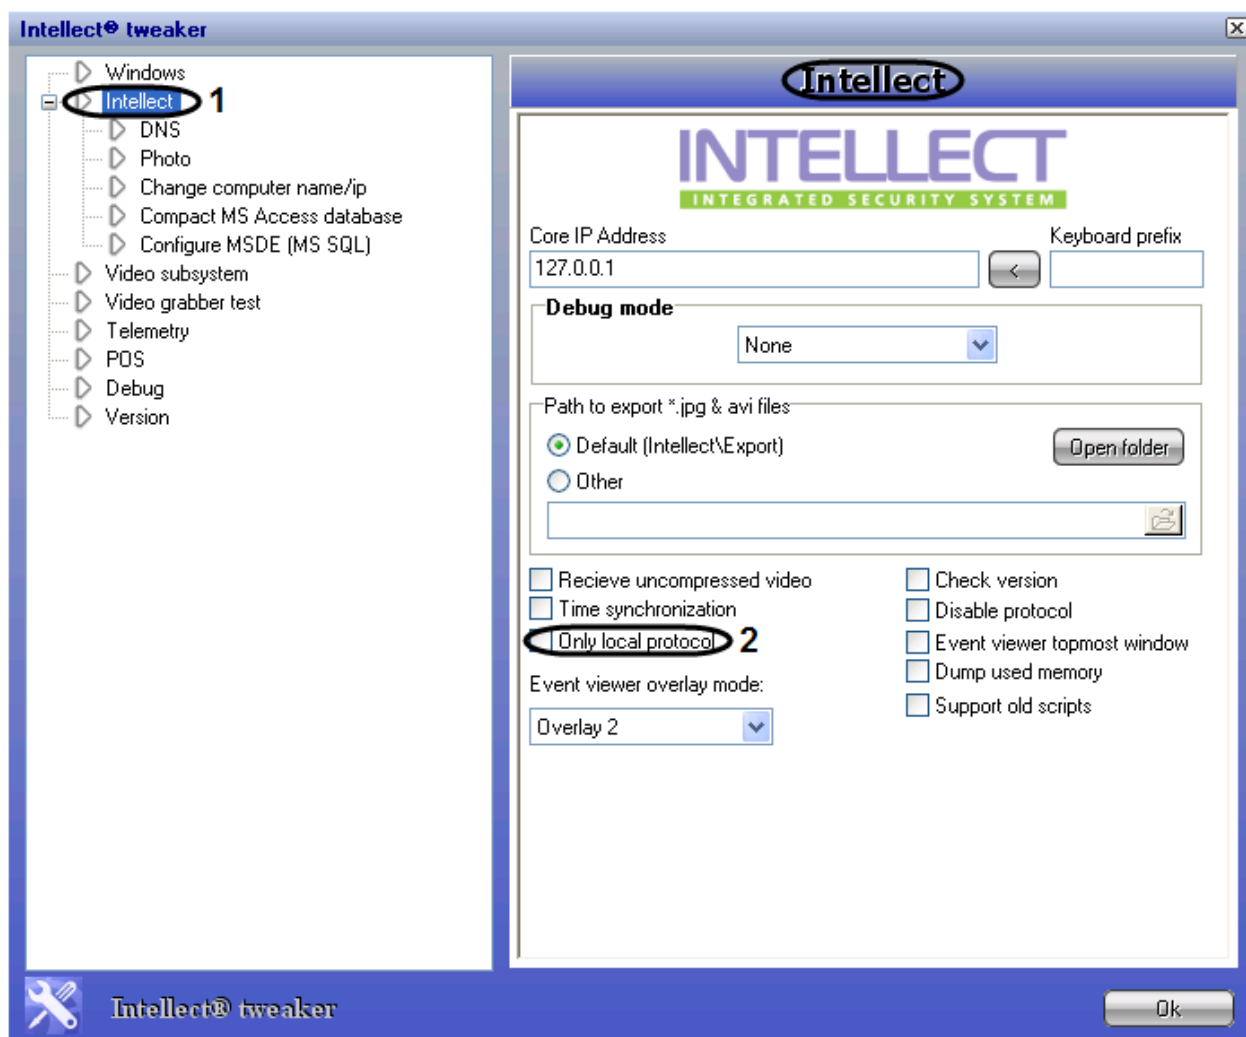 Intellect® tweaker
Windows
Intellect 1
DNS
Photo
Change computer name/ip
Compact MS Access database
Configure MSDE (MS SQL)
Video subsystem
Video grabber test
Telemetry
POS
Debug
Version
Intellect
INTELLECT
INTEGRATED SECURITY SYSTEM
Core IP Address Keyboard prefix
127.0.0.1 <
Debug mode
None
Path to export *.jpg & avi files
Default (Intellect\Export) Open folder
Other
Recieve uncompressed video Check version
Time synchronization Disable protocol
Only local protocol 2 Event viewer topmost window
Dump used memory
Event viewer overlay mode:
Support old scripts
Overlay 2
Intellect® tweaker Ok